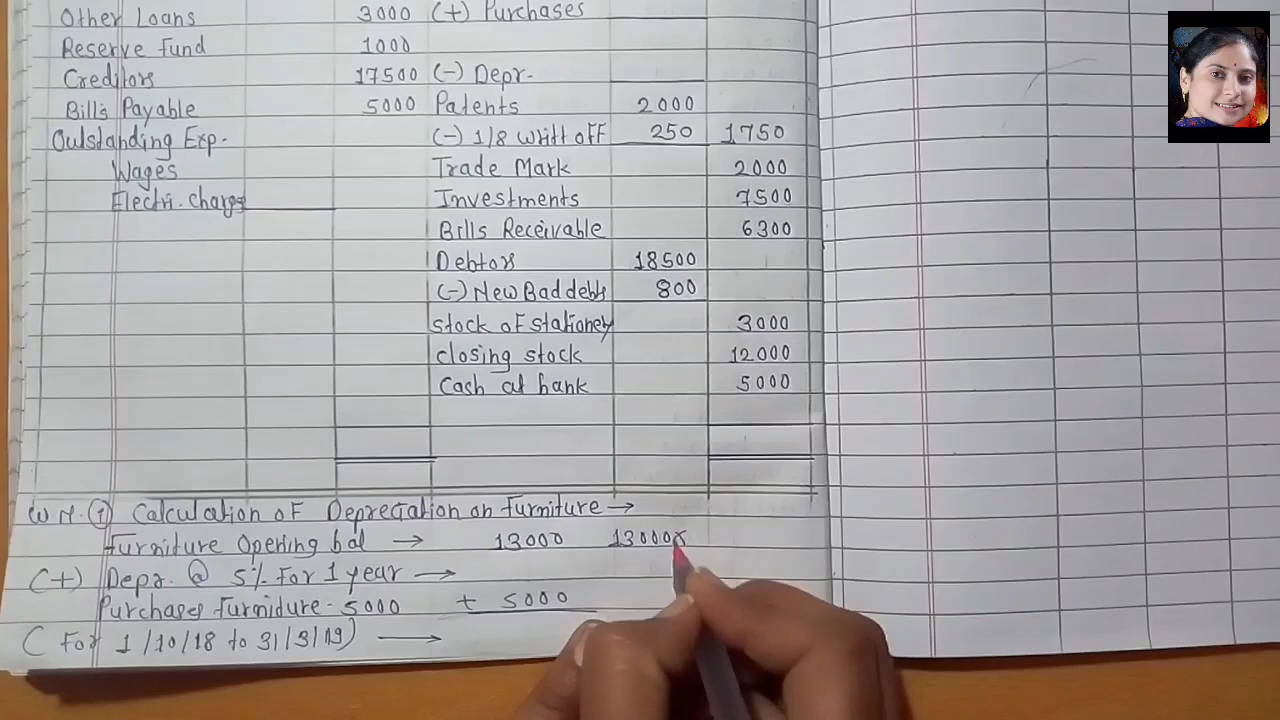 Other Loans 3000 (+) Purchases
Reserve Fund 1000
Creditors 17500 (-) Depr.
Bills Payable 5000 Patents 2000
Outstanding Exp. (-) 1/8 writt off 250 1750
Wages Trade Mark 2000
Electri. charges Investments 7500
Bills Receivable 6300
Debtors 18500
(-) New Bad debts 800
Stock of stationery 3000
closing stock 12000
Cash at bank 5000
W N. ① Calculation of Depreciation on Furniture →
Furniture Opening bal → 13000 13000x
(+) Depr. @ 5% For 1 year →
Purchases Furnidure - 5000 + 5000
( For 1/10/18 to 31/3/19) →